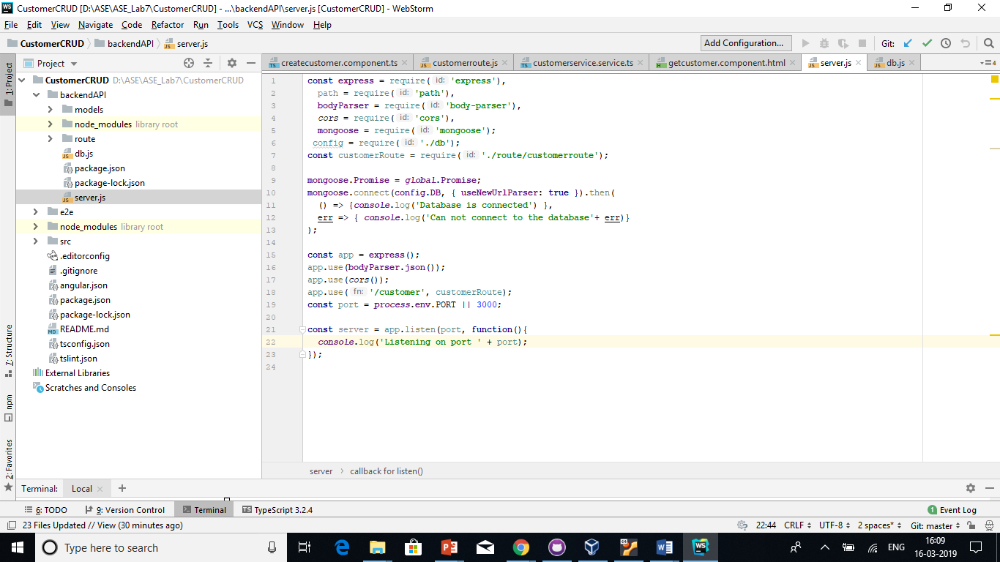 CustomerCRUD [D:\ASE\ASE_Lab7\CustomerCRUD] - ...\backendAPI\server.js [CustomerCRUD] - WebStorm
File Edit View Navigate Code Refactor Run Tools VCS Window Help
CustomerCRUD backendAPI server.js Add Configuration... Git:
Project
createcustomer.component.ts customerroute.js customerservice.service.ts getcustomer.component.html server.js db.js 4
1: Project
7: Structure
npm
2: Favorites
CustomerCRUD D:\ASE\ASE_Lab7\CustomerCRUD
backendAPI
models
node_modules library root
route
db.js
package.json
package-lock.json
server.js
e2e
node_modules library root
src
.editorconfig
.gitignore
angular.json
package.json
package-lock.json
README.md
tsconfig.json
tslint.json
External Libraries
Scratches and Consoles
1 const express = require( id: 'express'),
2 path = require( id: 'path'),
3 bodyParser = require( id: 'body-parser'),
4 cors = require( id: 'cors'),
5 mongoose = require( id: 'mongoose');
6 config = require( id: './db');
7 const customerRoute = require( id: './route/customerroute');
8
9 mongoose.Promise = global.Promise;
10 mongoose.connect(config.DB, { useNewUrlParser: true }).then(
11 () => {console.log('Database is connected') },
12 err => { console.log('Can not connect to the database'+ err)}
13 );
14
15 const app = express();
16 app.use(bodyParser.json());
17 app.use(cors());
18 app.use( fn: '/customer', customerRoute);
19 const port = process.env.PORT || 3000;
20
21 const server = app.listen(port, function(){
22 console.log('Listening on port ' + port);
23 });
24
server callback for listen()
Terminal: Local
6: TODO 9: Version Control Terminal TypeScript 3.2.4 1 Event Log
23 Files Updated // View (30 minutes ago) 22:44 CRLF UTF-8 2 spaces* Git: master
Type here to search ENG 16:09
16-03-2019